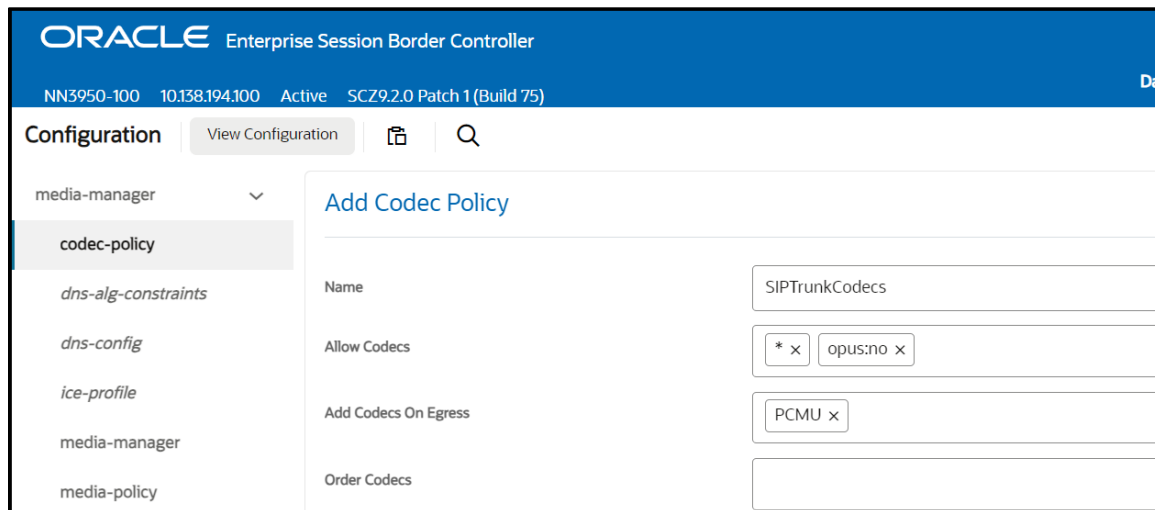 ORACLE Enterprise Session Border Controller
Da
NN3950-100 10.138.194.100 Active SCZ9.2.0 Patch 1 (Build 75)
Configuration View Configuration
media-manager
codec-policy
dns-alg-constraints
dns-config
ice-profile
media-manager
media-policy
Add Codec Policy
Name SIPTrunkCodecs
Allow Codecs * × opus:no ×
Add Codecs On Egress PCMU ×
Order Codecs